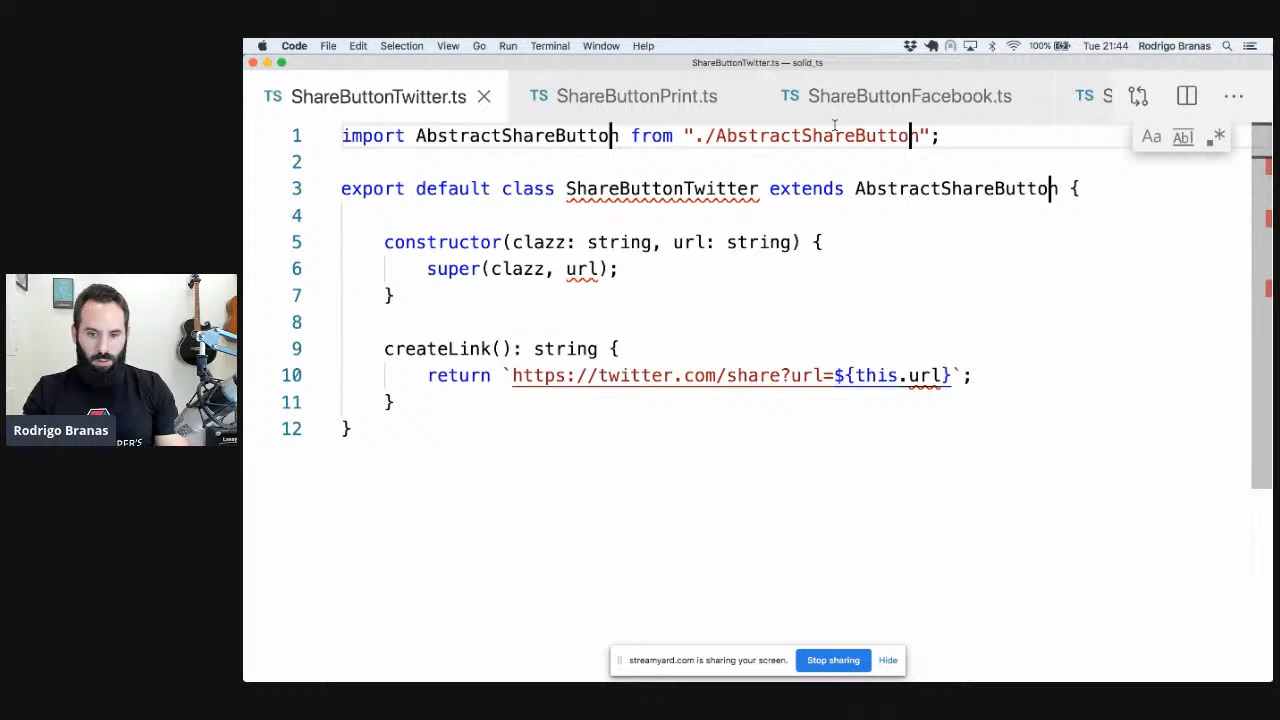 Code File Edit Selection View Go Run Terminal Window Help 100% Tue 21:44 Rodrigo Branas
ShareButtonTwitter.ts — solid_ts
TS ShareButtonTwitter.ts TS ShareButtonPrint.ts TS ShareButtonFacebook.ts TS S
Aa Abl .*
1 import AbstractShareButton from "./AbstractShareButton";
2
3 export default class ShareButtonTwitter extends AbstractShareButton {
4
5 constructor(clazz: string, url: string) {
6 super(clazz, url);
7 }
8
9 createLink(): string {
10 return `https://twitter.com/share?url=${this.url}`;
11 }
12 }
Rodrigo Branas
streamyard.com is sharing your screen. Stop sharing Hide